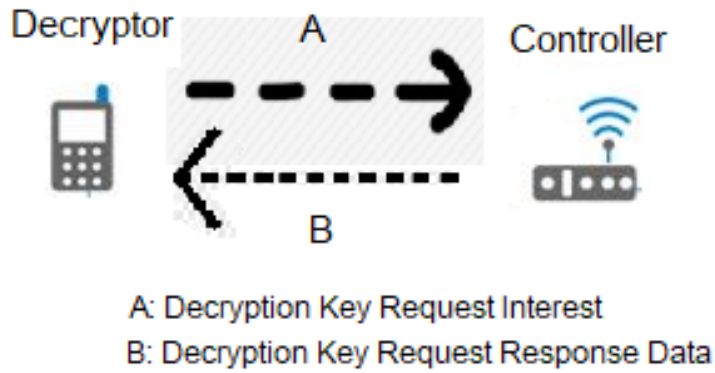 Decryptor
A
Controller
B
A: Decryption Key Request Interest
B: Decryption Key Request Response Data